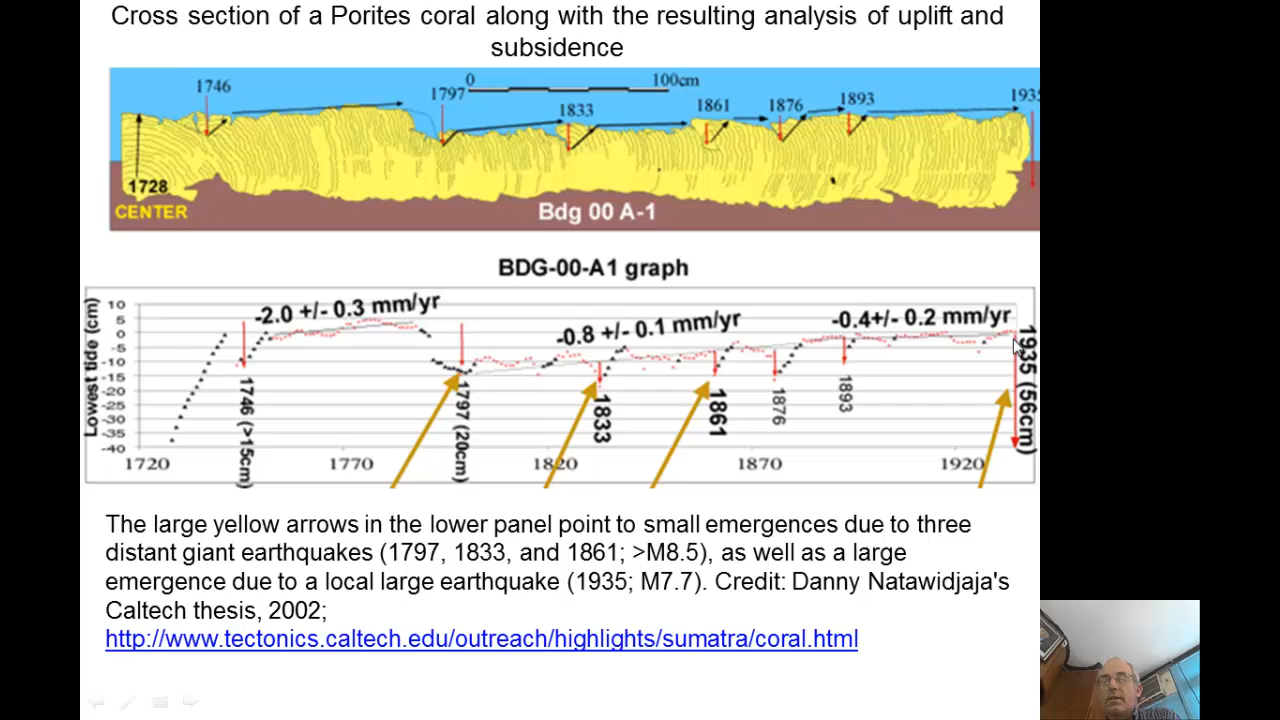 Cross section of a Porites coral along with the resulting analysis of uplift and
subsidence
1746
1797
0
100cm
1833
1861
1876
1893
1935
1728
CENTER
Bdg 00 A-1
BDG-00-A1 graph
Lowest tide (cm)
10
5
0
-5
-10
-15
-20
-25
-30
-35
-40
-2.0 +/- 0.3 mm/yr
-0.8 +/- 0.1 mm/yr
-0.4+/- 0.2 mm/yr
1746 (>15cm)
1797 (20cm)
1833
1861
1876
1893
1935 (56cm)
1720
1770
1820
1870
1920
The large yellow arrows in the lower panel point to small emergences due to three
distant giant earthquakes (1797, 1833, and 1861; >M8.5), as well as a large
emergence due to a local large earthquake (1935; M7.7). Credit: Danny Natawidjaja's
Caltech thesis, 2002;
http://www.tectonics.caltech.edu/outreach/highlights/sumatra/coral.html